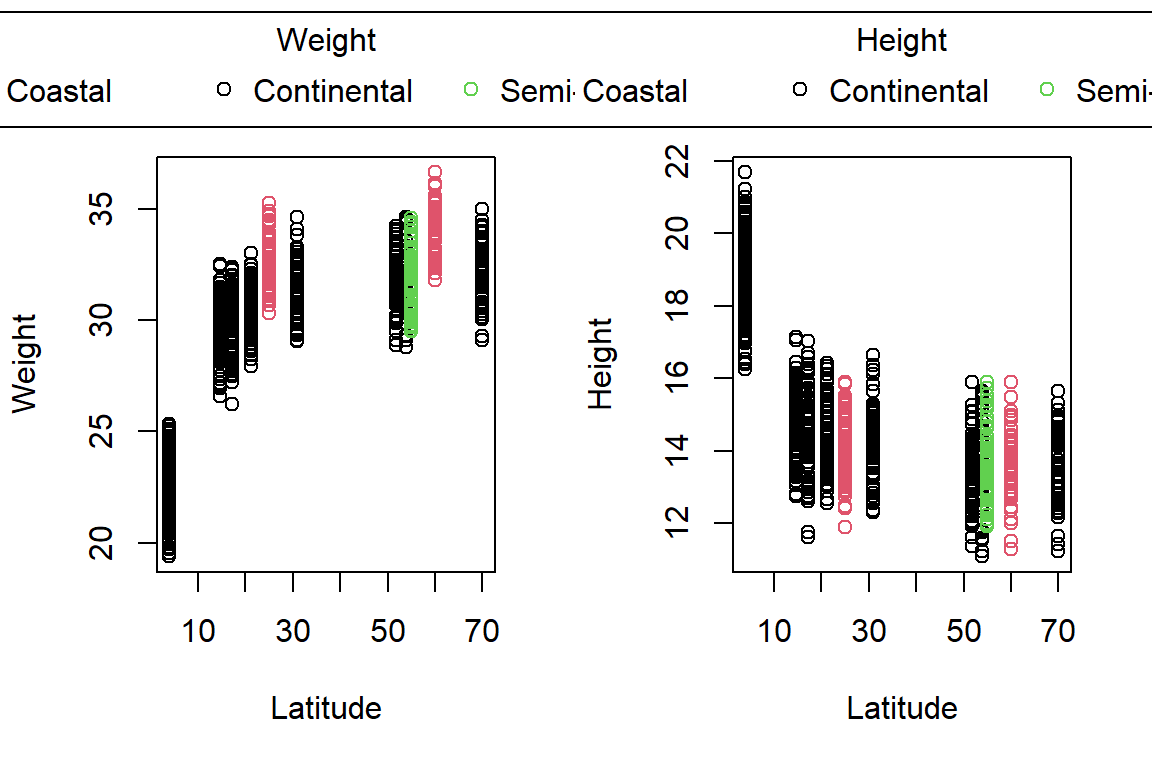 Weight
Coastal Continental Semi-
Height
Coastal Continental Semi-
Weight
35
30
25
20
10 30 50 70
Latitude
Height
22
20
18
16
14
12
10 30 50 70
Latitude